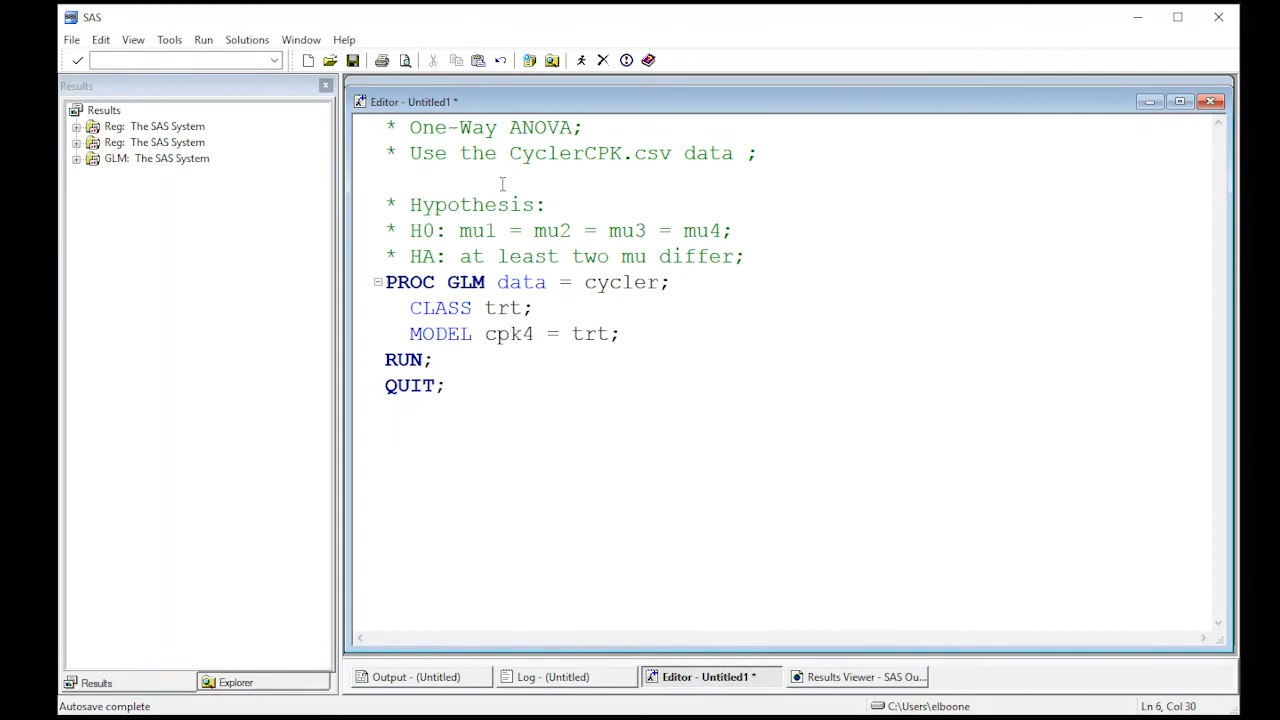 SAS
File Edit View Tools Run Solutions Window Help
Results
Results
Reg: The SAS System
Reg: The SAS System
GLM: The SAS System
Editor - Untitled1 *
* One-Way ANOVA;
* Use the CyclerCPK.csv data ;
* Hypothesis:
* H0: mu1 = mu2 = mu3 = mu4;
* HA: at least two mu differ;
PROC GLM data = cycler;
CLASS trt;
MODEL cpk4 = trt;
RUN;
QUIT;
Results Explorer
Output - (Untitled) Log - (Untitled) Editor - Untitled1 * Results Viewer - SAS Ou...
Autosave complete C:\Users\elboone Ln 6, Col 30